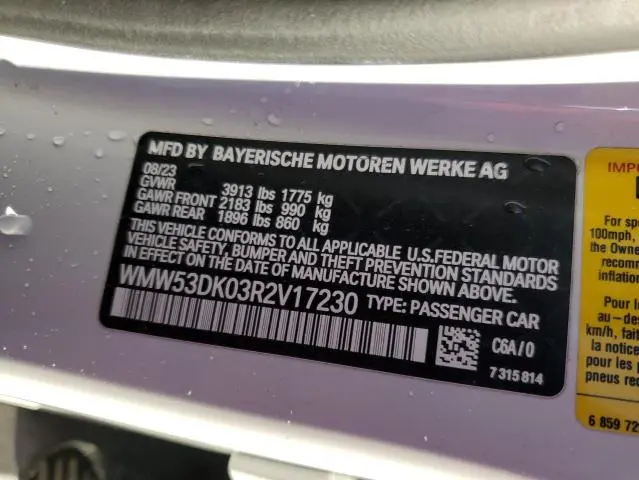 MFD BY BAYERISCHE MOTOREN WERKE AG
08/23
GVWR 3913 lbs 1775 kg
GAWR FRONT 2183 lbs 990 kg
GAWR REAR 1896 lbs 860 kg
THIS VEHICLE CONFORMS TO ALL APPLICABLE U.S.FEDERAL MOTOR
VEHICLE SAFETY, BUMPER AND THEFT PREVENTION STANDARDS
IN EFFECT ON THE DATE OF MANUFACTURE SHOWN ABOVE.
WMW53DK03R2V17230 TYPE: PASSENGER CAR
C6A/0
7 315 814
IMPO
For spe
100mph,
the Owne
recomm
inflation
Pour l
au-des
km/h, fait
la notice
pour les p
pneus rec
6 859 72